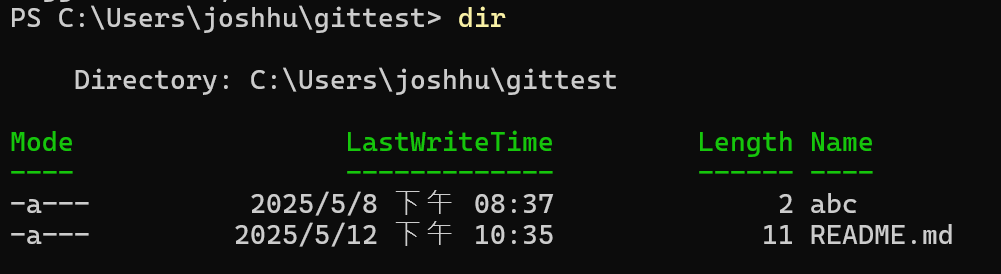 PS C:\Users\joshhu\gittest> dir
Directory: C:\Users\joshhu\gittest
Mode                 LastWriteTime         Length Name
----                 -------------         ------ ----
-a---          2025/5/8 下午 08:37              2 abc
-a---         2025/5/12 下午 10:35             11 README.md